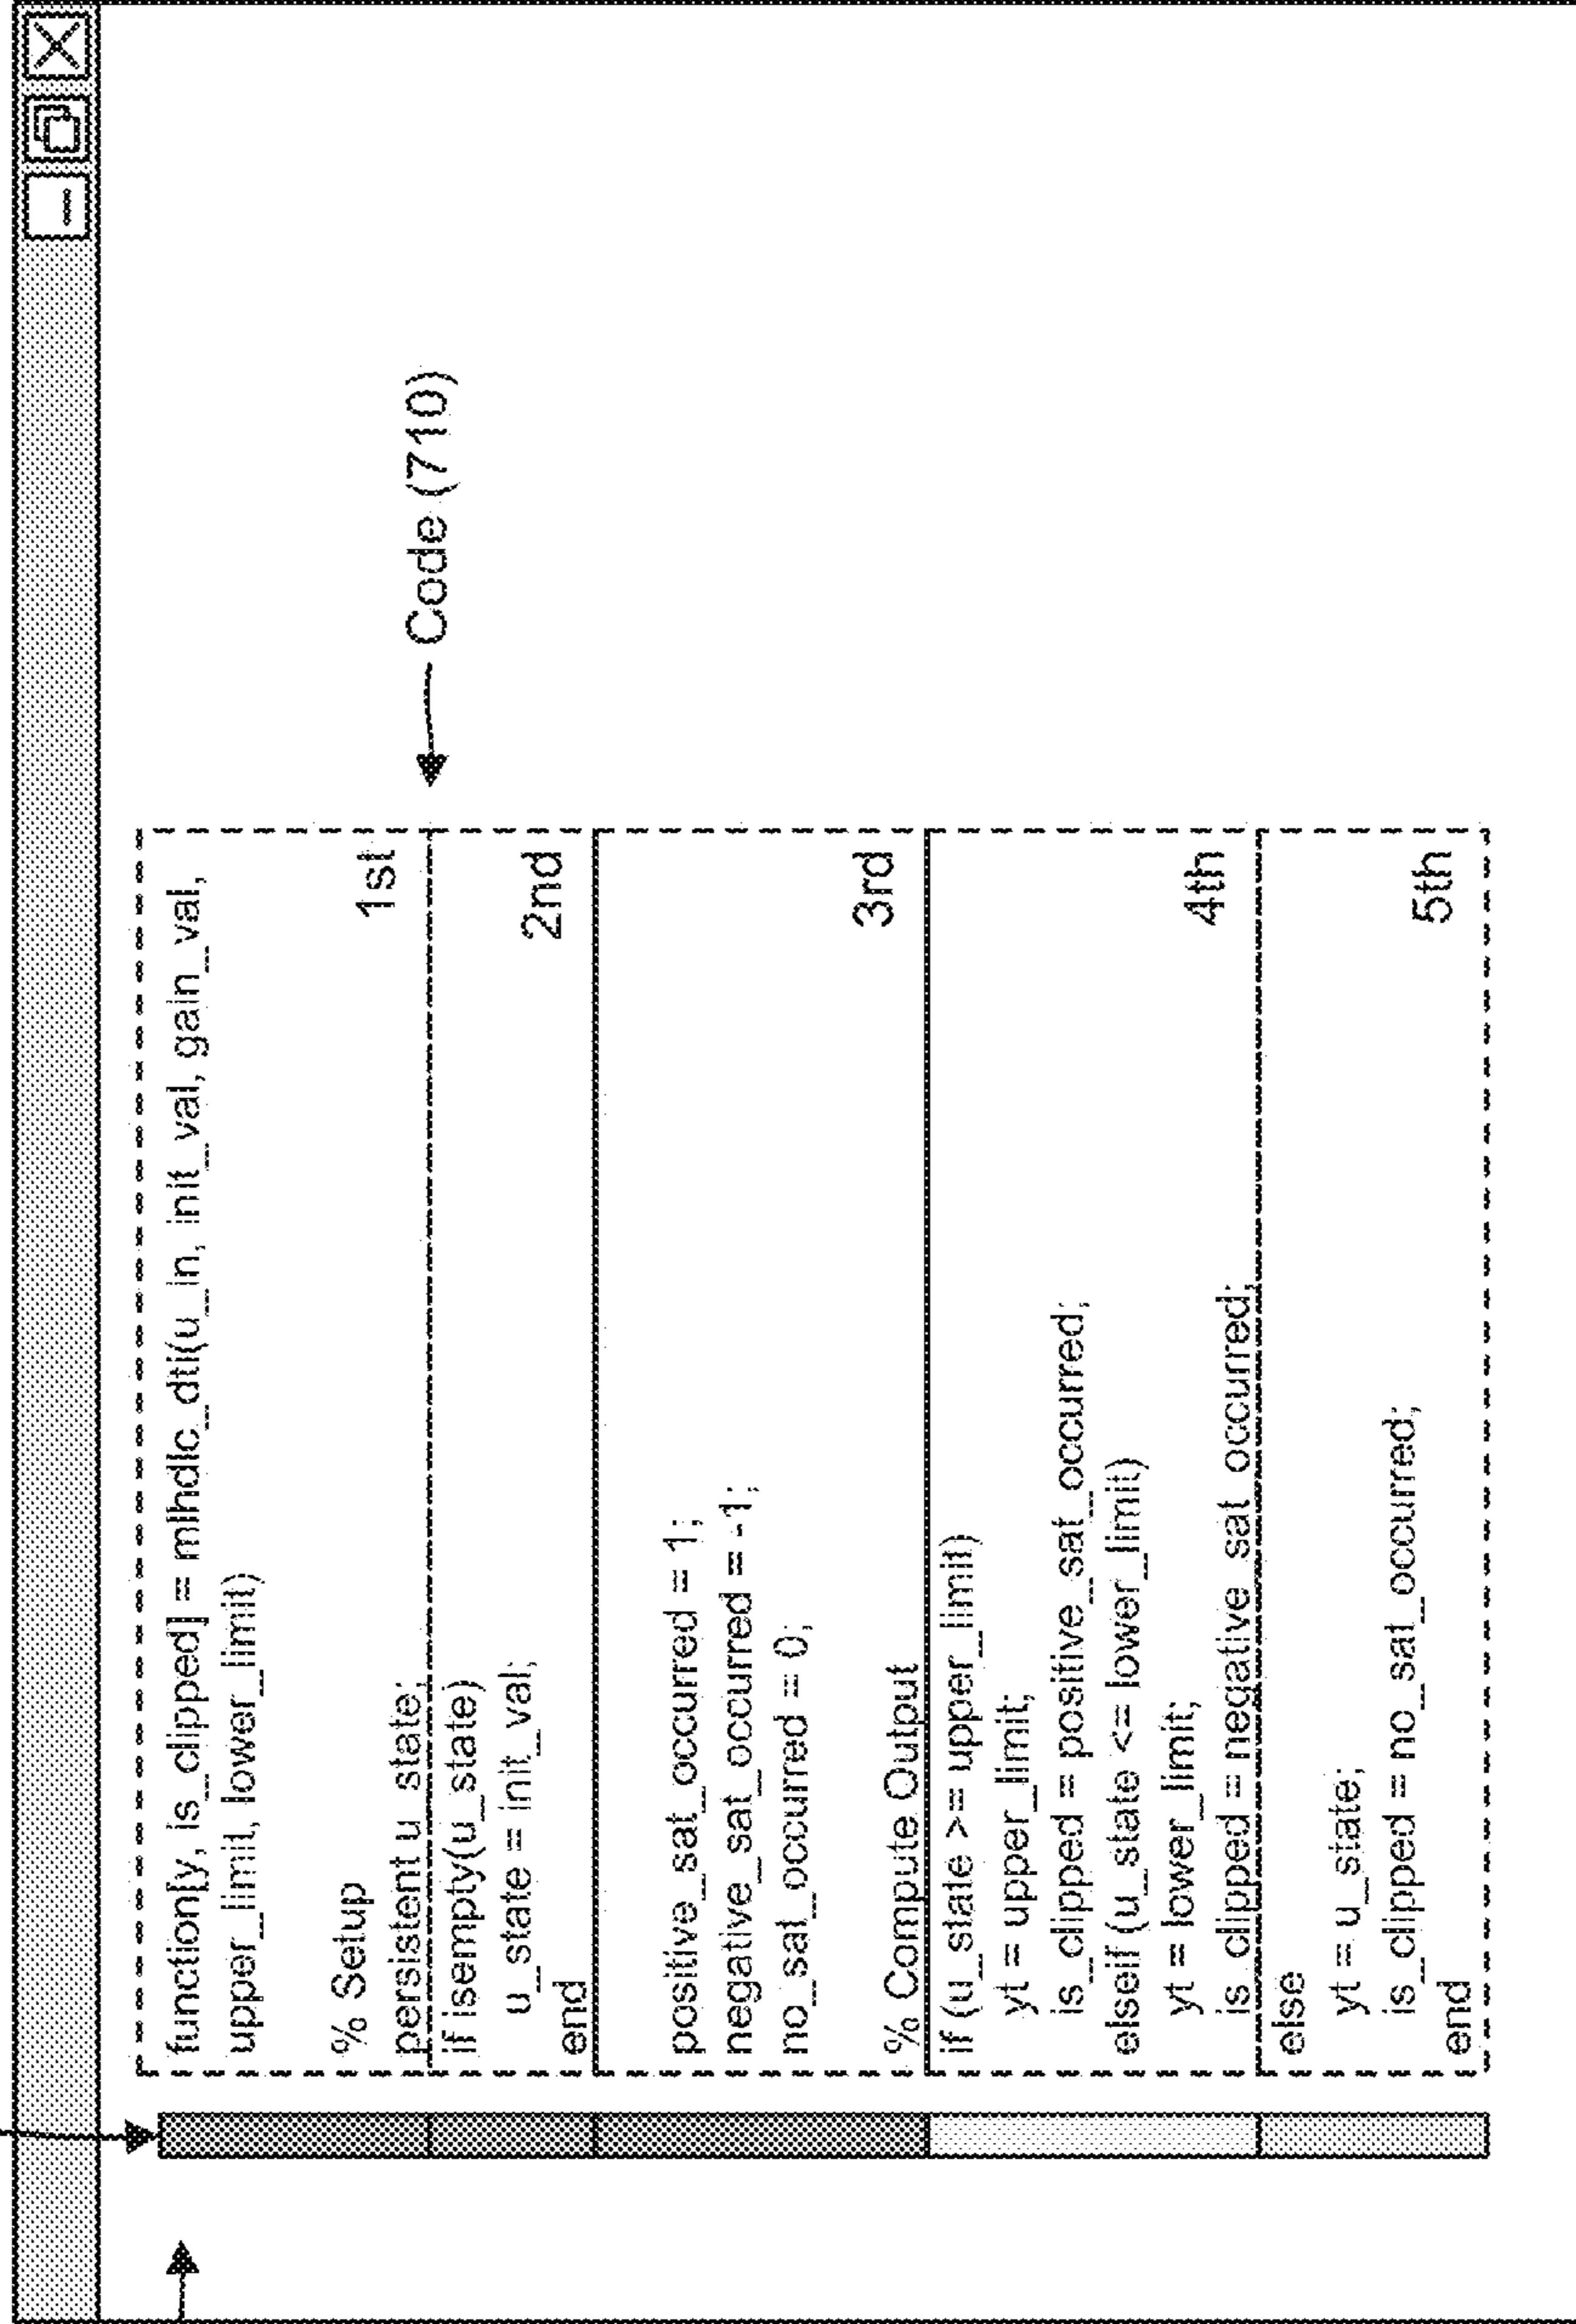 function[y, is_clipped] = mlhdlc_dti(u_in, init_val, gain_val,
upper_limit, lower_limit)
% Setup
persistent u_state;
1st
if isempty(u_state)
u_state = init_val;
end
2nd
positive_sat_occurred = 1;
negative_sat_occurred = -1;
no_sat_occurred = 0;
% Compute Output
3rd
if (u_state >= upper_limit)
yt = upper_limit;
is_clipped = positive_sat_occurred;
elseif (u_state <= lower_limit)
yt = lower_limit;
is_clipped = negative_sat_occurred;
4th
else
yt = u_state;
is_clipped = no_sat_occurred;
end
5th
Code (710)